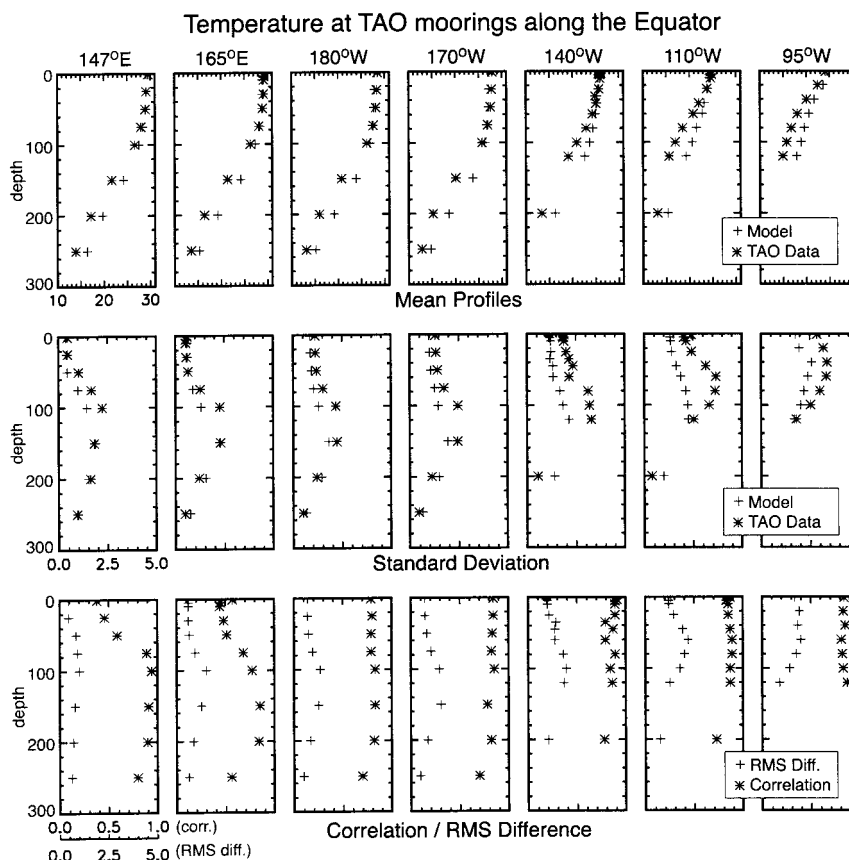 Temperature at TAO moorings along the Equator
147°E 165°E 180°W 170°W 140°W 110°W 95°W
0
100
200
300
depth
10 20 30
+ Model
✳ TAO Data
Mean Profiles
0
100
200
300
depth
0.0 2.5 5.0
+ Model
✳ TAO Data
Standard Deviation
0
100
200
300
depth
+ RMS Diff.
✳ Correlation
0.0 0.5 1.0 (corr.)
0.0 2.5 5.0 (RMS diff.)
Correlation / RMS Difference